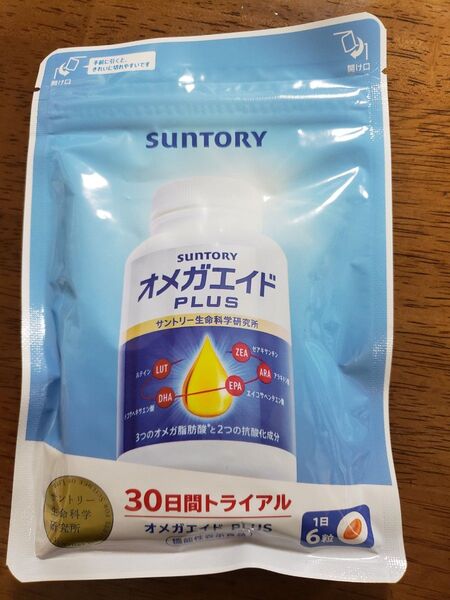 手前に引くと、
きれいに切れやすいです
開け口
開け口
SUNTORY
SUNTORY
オメガエイド
PLUS
サントリー生命科学研究所
ゼアキサンチン
ZEA
ルテイン
LUT
ARA
アラキドン酸
DHA
EPA
エイコサペンタエン酸
ドコサヘキサエン酸
3つのオメガ脂肪酸*と2つの抗酸化成分
サントリー
生命科学
研究所
30日間トライアル
オメガエイド PLUS
機能性表示食品
1日
6粒